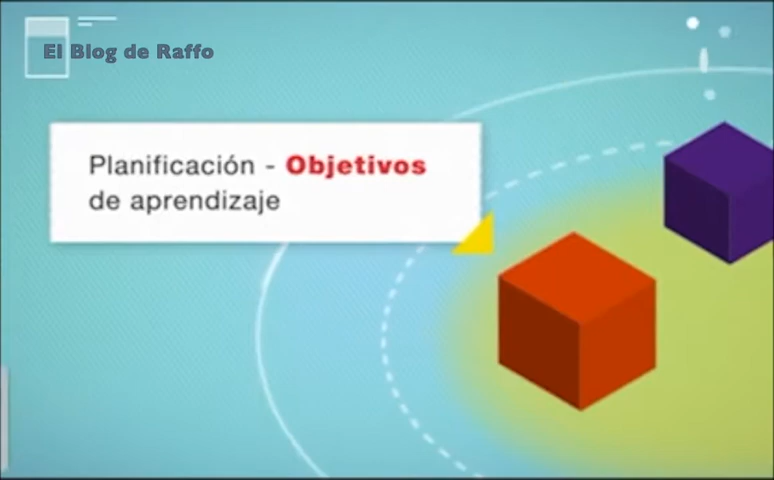 El Blog de Raffo
Planificación - Objetivos
de aprendizaje